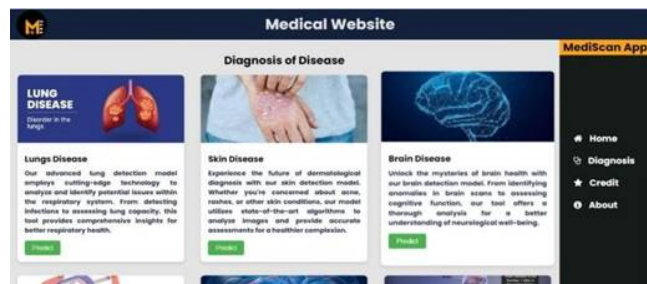 ME
Medical Website
MediScan App
Diagnosis of Disease
LUNG
DISEASE
Disorder in the
lungs
Lungs Disease
Our advanced lung detection model
employs cutting-edge technology to
analyze and identify potential issues within
the respiratory system. From detecting
infections to assessing lung capacity, this
tool provides comprehensive insights for
better respiratory health.
Predict
Skin Disease
Experience the future of dermatological
diagnosis with our skin detection model.
Whether you're concerned about acne,
rashes, or other skin conditions, our model
utilizes state-of-the-art algorithms to
analyze images and provide accurate
assessments for a healthier complexion.
Predict
Brain Disease
Unlock the mysteries of brain health with
our brain detection model. From identifying
anomalies in brain scans to assessing
cognitive function, our tool offers a
thorough analysis for a better
understanding of neurological well-being.
Predict
Home
Diagnosis
Credit
About